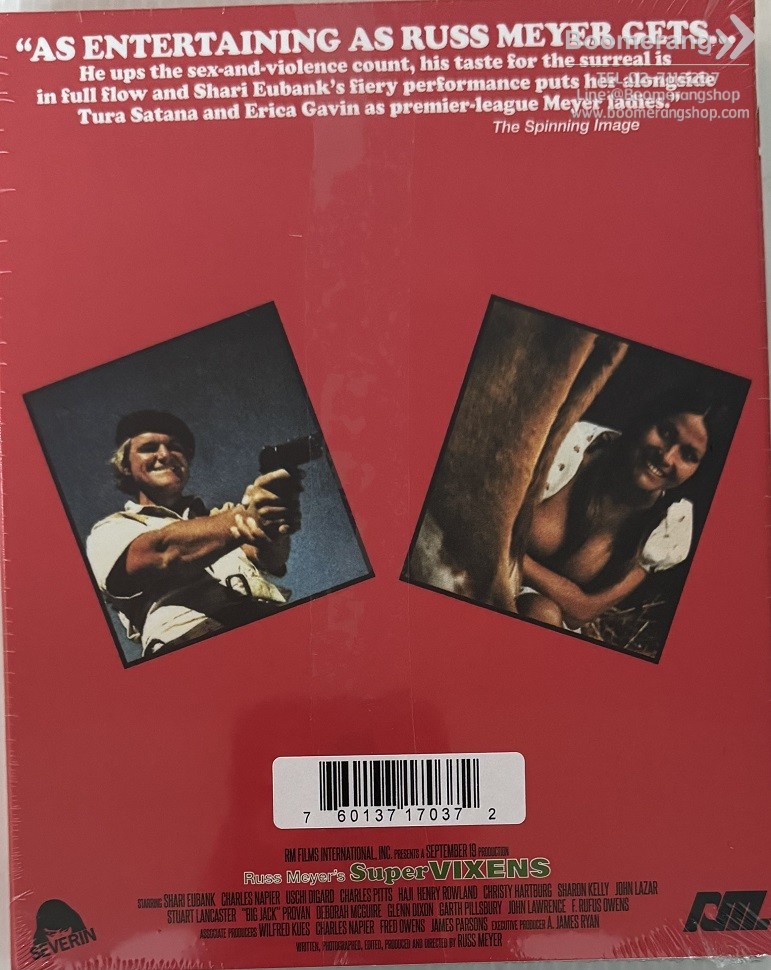 “AS ENTERTAINING AS RUSS MEYER GETS...
He ups the sex-and-violence count, his taste for the surreal is
in full flow and Shari Eubank’s fiery performance puts her alongside
Tura Satana and Erica Gavin as premier-league Meyer ladies.”
The Spinning Image
Boomerang
Line:@Boomerangshop
www.boomerangshop.com
7 60137 17037 2
RM FILMS INTERNATIONAL, INC. PRESENTS A SEPTEMBER 19 PRODUCTION
Russ Meyer's SuperVIXENS
STARRING SHARI EUBANK CHARLES NAPIER USCHI DIGARD CHARLES PITTS HAJI HENRY ROWLAND CHRISTY HARTBURG SHARON KELLY JOHN LAZAR
STUART LANCASTER "BIG JACK" PROVAN DEBORAH MCGUIRE GLENN DIXON GARTH PILLSBURY JOHN LAWRENCE F. RUFUS OWENS
ASSOCIATE PRODUCERS WILFRED KUES CHARLES NAPIER FRED OWENS JAMES PARSONS EXECUTIVE PRODUCER A. JAMES RYAN
WRITTEN, PHOTOGRAPHED, EDITED, PRODUCED AND DIRECTED BY RUSS MEYER
SEVERIN
RM